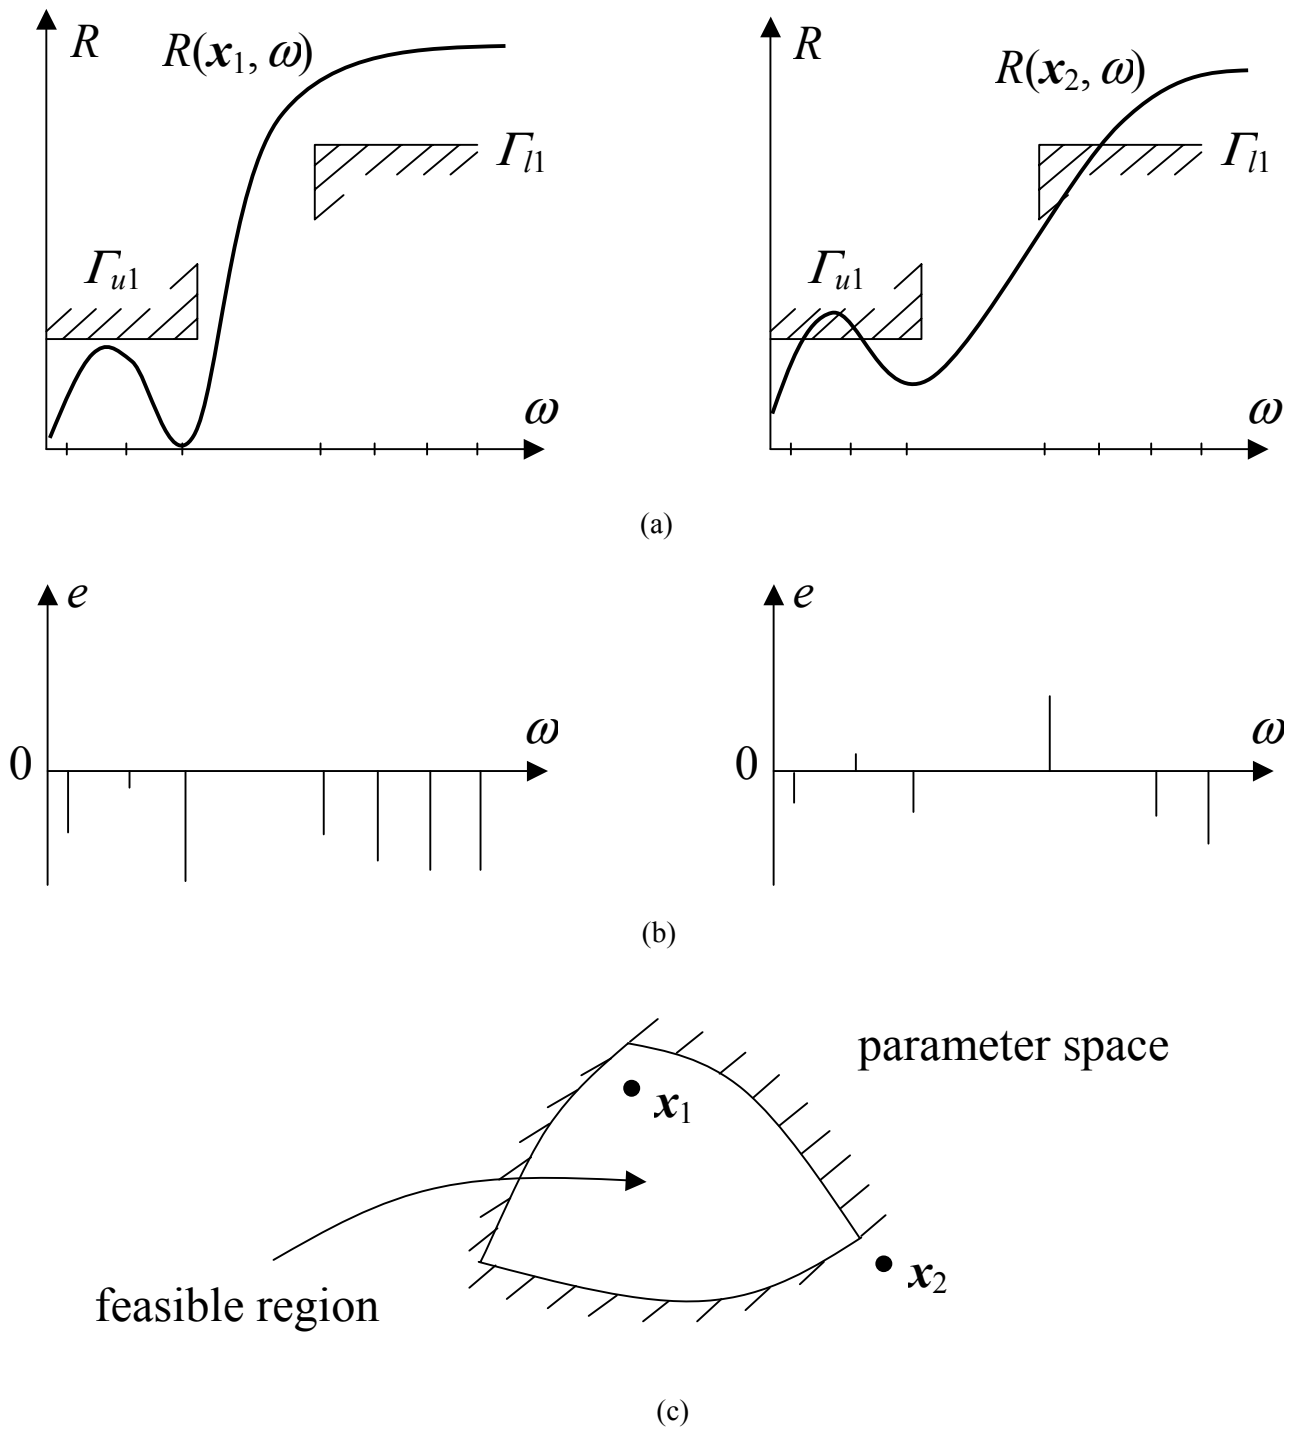 R
R(x1, ω)
Γl1
Γu1
ω
R
R(x2, ω)
Γl1
Γu1
ω
(a)
e
ω
0
e
ω
0
(b)
parameter space
x1
x2
feasible region
(c)